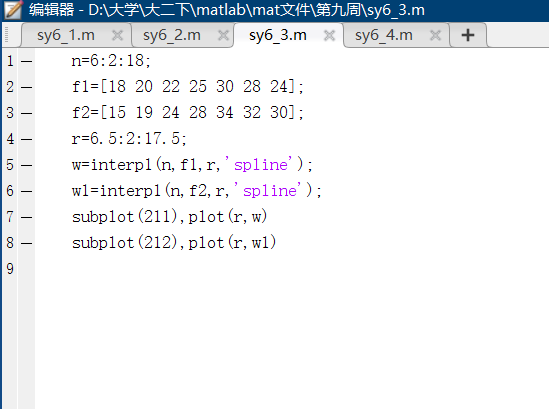 编辑器 - D:\大学\大二下\matlab\mat文件\第九周\sy6_3.m
sy6_1.m sy6_2.m sy6_3.m sy6_4.m
1 n=6:2:18;
2 f1=[18 20 22 25 30 28 24];
3 f2=[15 19 24 28 34 32 30];
4 r=6.5:2:17.5;
5 w=interp1(n,f1,r,'spline');
6 w1=interp1(n,f2,r,'spline');
7 subplot(211),plot(r,w)
8 subplot(212),plot(r,w1)
9